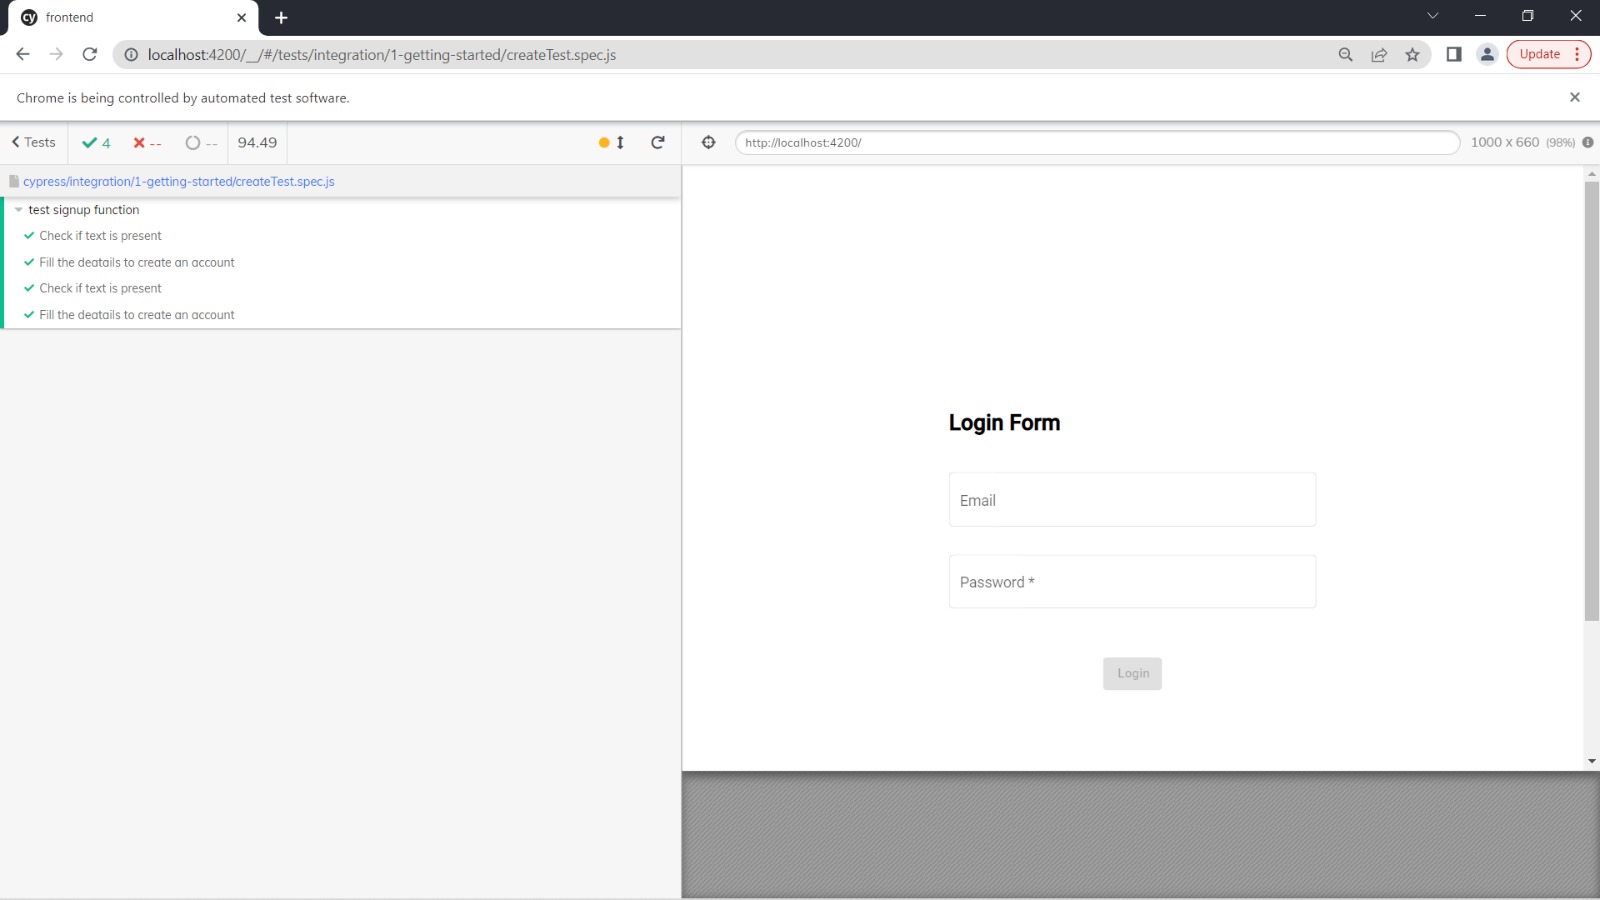 cy frontend
localhost:4200/__/#/tests/integration/1-getting-started/createTest.spec.js
Update
Chrome is being controlled by automated test software.
Tests 4 -- -- 94.49
http://localhost:4200/ 1000 x 660 (98%)
cypress/integration/1-getting-started/createTest.spec.js
test signup function
Check if text is present
Fill the deatails to create an account
Check if text is present
Fill the deatails to create an account
Login Form
Email
Password *
Login